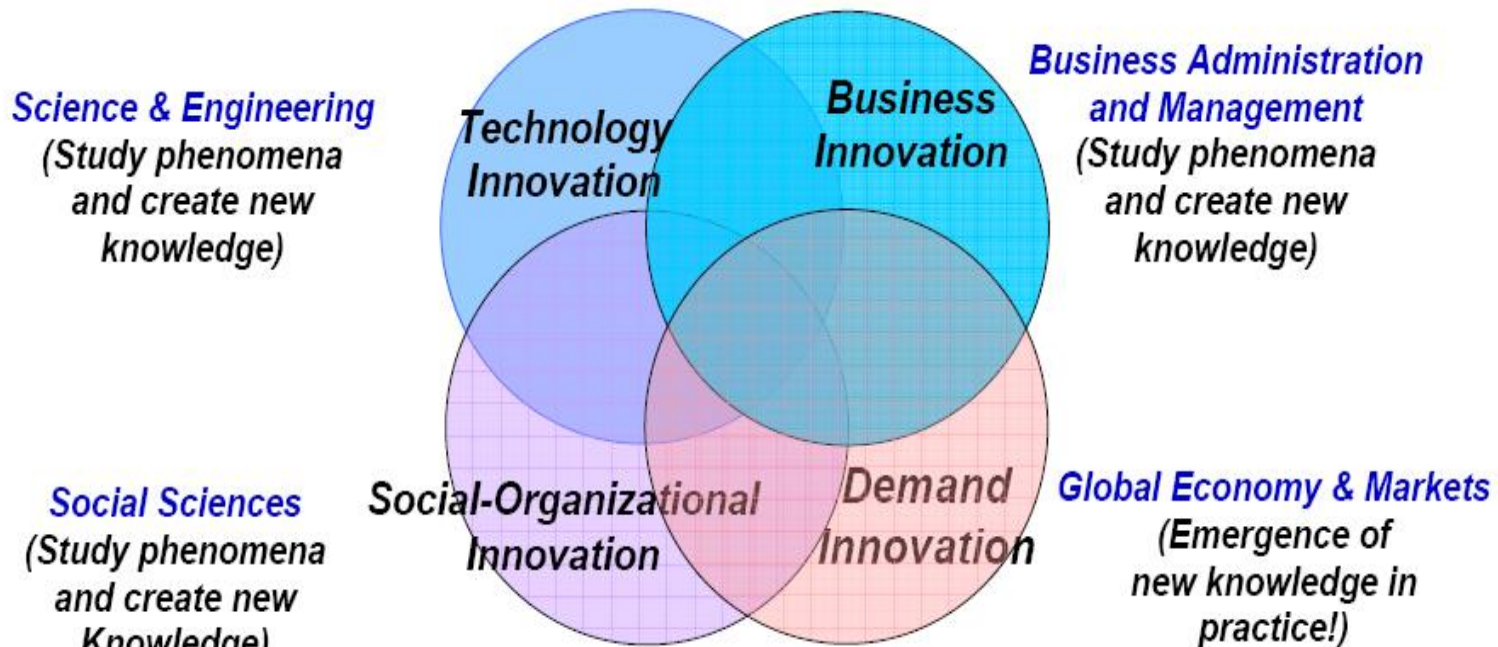 Science & Engineering
(Study phenomena
and create new
knowledge)
Technology
Innovation
Business
Innovation
Business Administration
and Management
(Study phenomena
and create new
knowledge)
Social Sciences
(Study phenomena
and create new
Knowledge)
Social-Organizational
Innovation
Demand
Innovation
Global Economy & Markets
(Emergence of
new knowledge in
practice!)